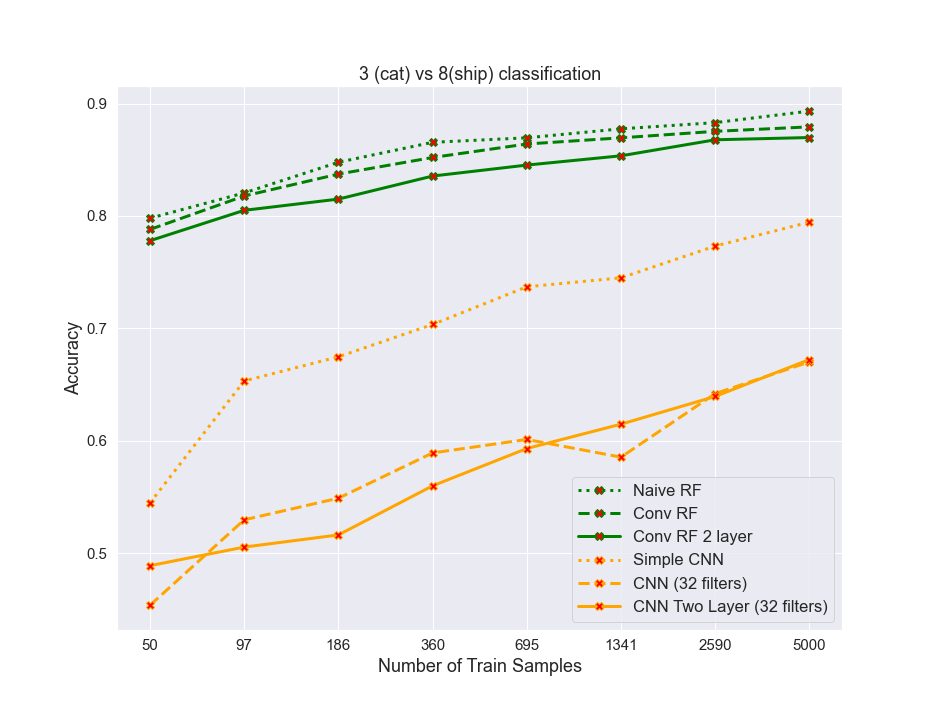 3 (cat) vs 8(ship) classification
0.9
0.8
0.7
0.6
0.5
Accuracy
50 97 186 360 695 1341 2590 5000
Number of Train Samples
Naive RF
Conv RF
Conv RF 2 layer
Simple CNN
CNN (32 filters)
CNN Two Layer (32 filters)